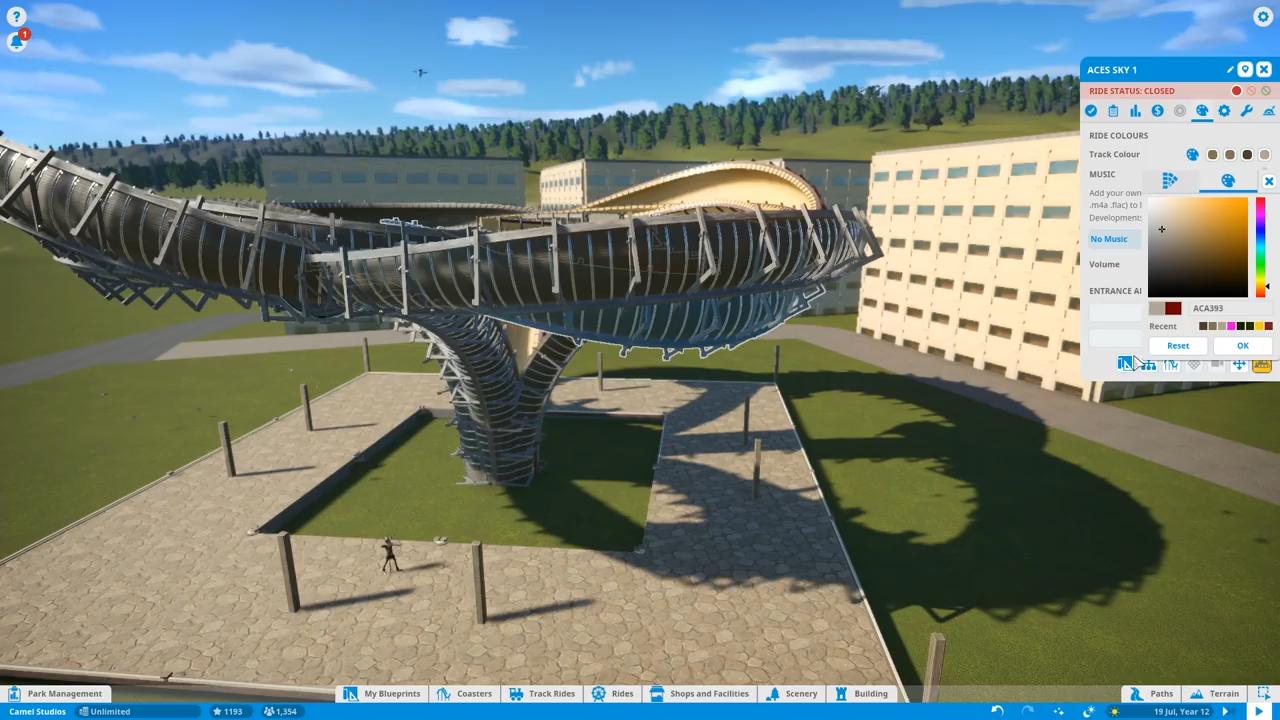 ?
1
ACES SKY 1
RIDE STATUS: CLOSED
RIDE COLOURS
Track Colour
MUSIC
Add your own
.m4a .flac) to
Development
No Music
Volume
ENTRANCE
ACA393
Recent
Reset
OK
Park Management
My Blueprints
Coasters
Track Rides
Rides
Shops and Facilities
Scenery
Building
Paths
Terrain
Camel Studios
Unlimited
1193
1,354
19 Jul, Year 12